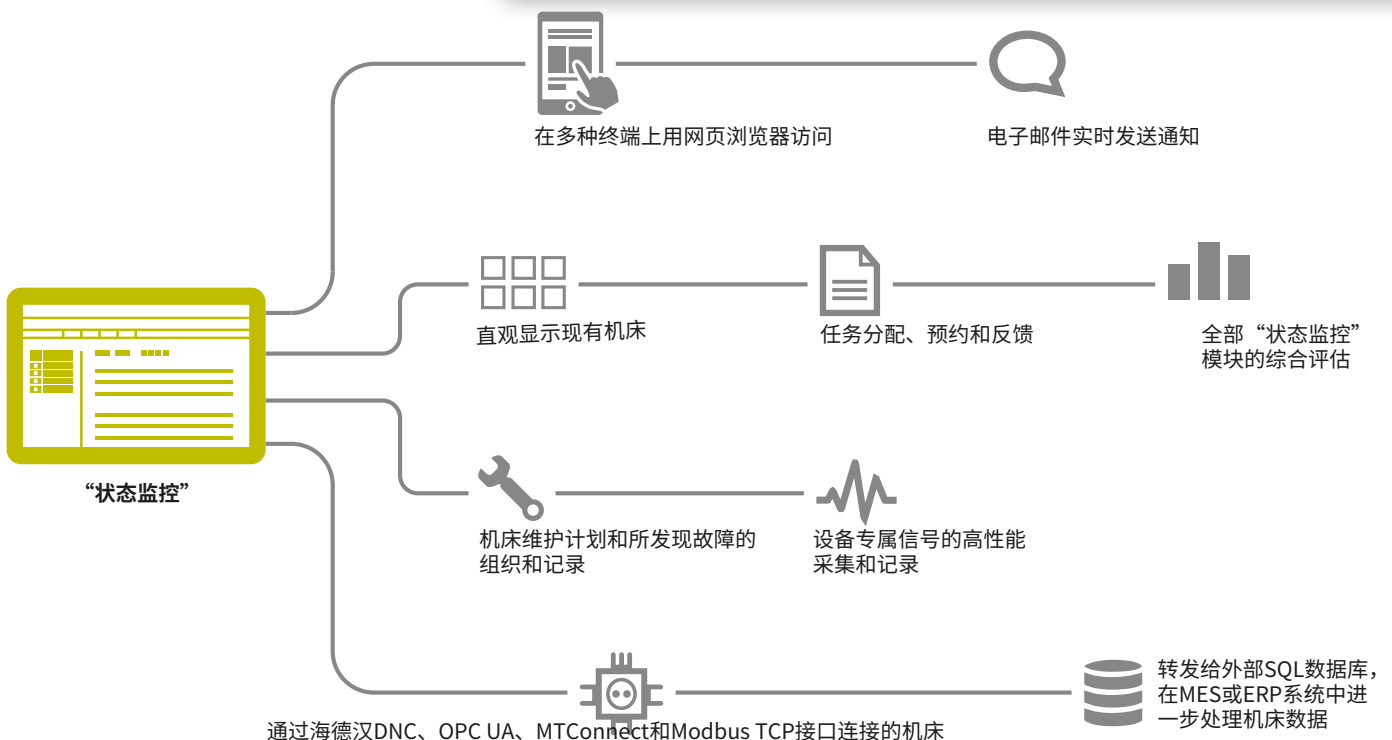 在多种终端上用网页浏览器访问
电子邮件实时发送通知
直观显示现有机床
任务分配、预约和反馈
全部“状态监控”
模块的综合评估
“状态监控”
机床维护计划和所发现故障的
组织和记录
设备专属信号的高性能
采集和记录
转发给外部SQL数据库，
在MES或ERP系统中进
一步处理机床数据
通过海德汉DNC、OPC UA、MTConnect和Modbus TCP接口连接的机床